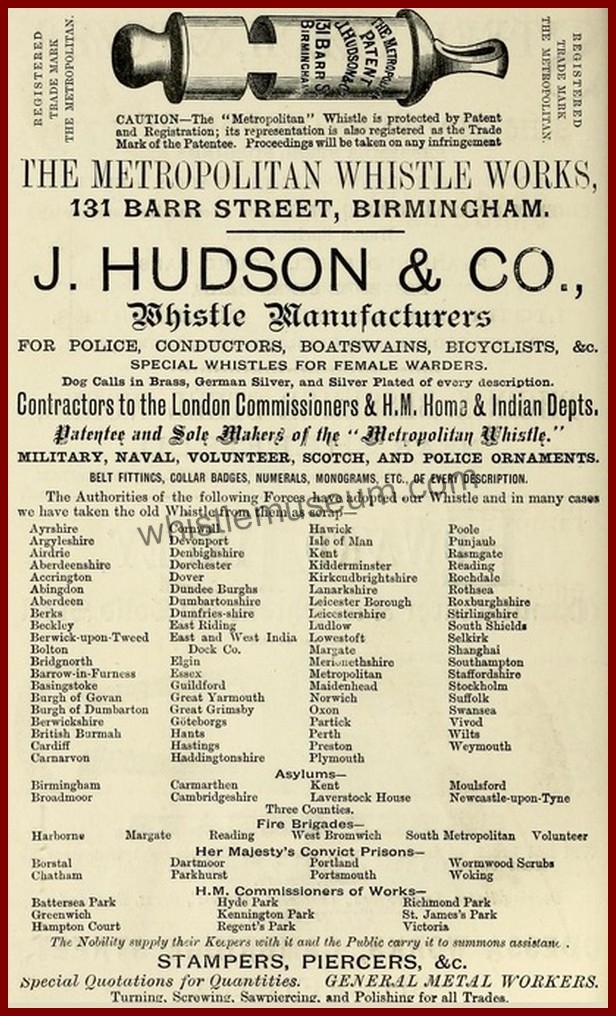 REGISTERED
TRADE MARK
THE METROPOLITAN.
THE METROPOLITAN
PATENT
J. HUDSON & Co
131 BARR St
BIRMINGHAM
REGISTERED
TRADE MARK
THE METROPOLITAN.
CAUTION—The "Metropolitan" Whistle is protected by Patent
and Registration; its representation is also registered as the Trade
Mark of the Patentee. Proceedings will be taken on any infringement
THE METROPOLITAN WHISTLE WORKS,
131 BARR STREET, BIRMINGHAM.
J. HUDSON & CO.,
Whistle Manufacturers
FOR POLICE, CONDUCTORS, BOATSWAINS, BICYCLISTS, &c.
SPECIAL WHISTLES FOR FEMALE WARDERS.
Dog Calls in Brass, German Silver, and Silver Plated of every description.
Contractors to the London Commissioners & H.M. Home & Indian Depts.
Patentee and Sole Makers of the "Metropolitan Whistle."
MILITARY, NAVAL, VOLUNTEER, SCOTCH, AND POLICE ORNAMENTS.
BELT FITTINGS, COLLAR BADGES, NUMERALS, MONOGRAMS, ETC., OF EVERY DESCRIPTION.
The Authorities of the following Forces have adopted our Whistle and in many cases
we have taken the old Whistle from them as scrap—
whistlemuseum.com
Ayrshire
Argyleshire
Airdrie
Aberdeenshire
Accrington
Abingdon
Aberdeen
Berks
Beckley
Berwick-upon-Tweed
Bolton
Bridgnorth
Barrow-in-Furness
Basingstoke
Burgh of Govan
Burgh of Dumbarton
Berwickshire
British Burmah
Cardiff
Carnarvon
Cornwall
Devonport
Denbighshire
Dorchester
Dover
Dundee Burghs
Dumbartonshire
Dumfries-shire
East Riding
East and West India
Dock Co.
Elgin
Essex
Guildford
Great Yarmouth
Great Grimsby
Göteborgs
Hants
Hastings
Haddingtonshire
Hawick
Isle of Man
Kent
Kidderminster
Kirkcudbrightshire
Lanarkshire
Leicester Borough
Leicestershire
Ludlow
Lowestoft
Margate
Merionethshire
Metropolitan
Maidenhead
Norwich
Oxon
Partick
Perth
Preston
Plymouth
Poole
Punjaub
Rasmgate
Reading
Rochdale
Rothsea
Roxburghshire
Stirlingshire
South Shields
Selkirk
Shanghai
Southampton
Staffordshire
Stockholm
Suffolk
Swansea
Vivod
Wilts
Weymouth
Asylums—
Birmingham Carmarthen Kent Moulsford
Broadmoor Cambridgeshire Laverstock House Newcastle-upon-Tyne
Three Counties.
Fire Brigades—
Harborne Margate Reading West Bromwich South Metropolitan Volunteer
Her Majesty's Convict Prisons—
Borstal Dartmoor Portland Wormwood Scrubs
Chatham Parkhurst Portsmouth Woking
H.M. Commissioners of Works—
Battersea Park Hyde Park Richmond Park
Greenwich Kennington Park St. James's Park
Hampton Court Regent's Park Victoria
The Nobility supply their Keepers with it and the Public carry it to summons
STAMPERS, PIERCERS, &c.
Special Quotations for Quantities. GENERAL METAL WORKERS.
Turning, Screwing, Sawpiercing, and Polishing for all Trades.